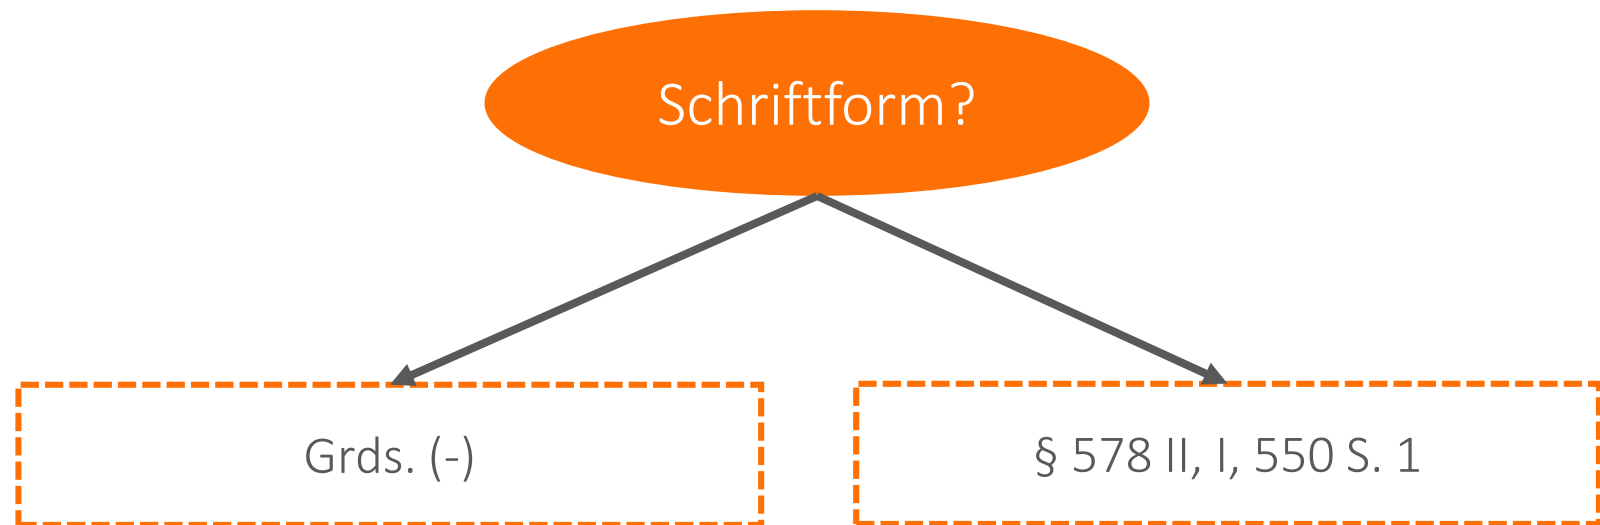 Schriftform?
Grds. (-)
§ 578 II, I, 550 S. 1